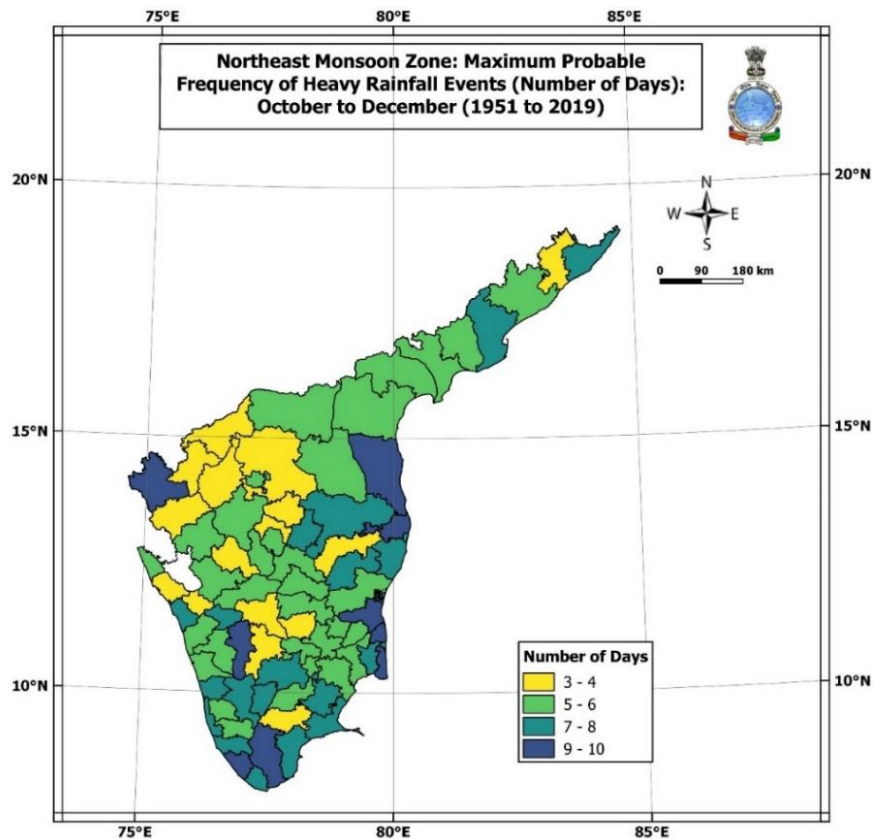 75°E 80°E 85°E
Northeast Monsoon Zone: Maximum Probable
Frequency of Heavy Rainfall Events (Number of Days):
October to December (1951 to 2019)
20°N 20°N
N
W E
S
0 90 180 km
15°N 15°N
Number of Days
3 - 4
5 - 6
7 - 8
9 - 10
10°N 10°N
75°E 80°E 85°E